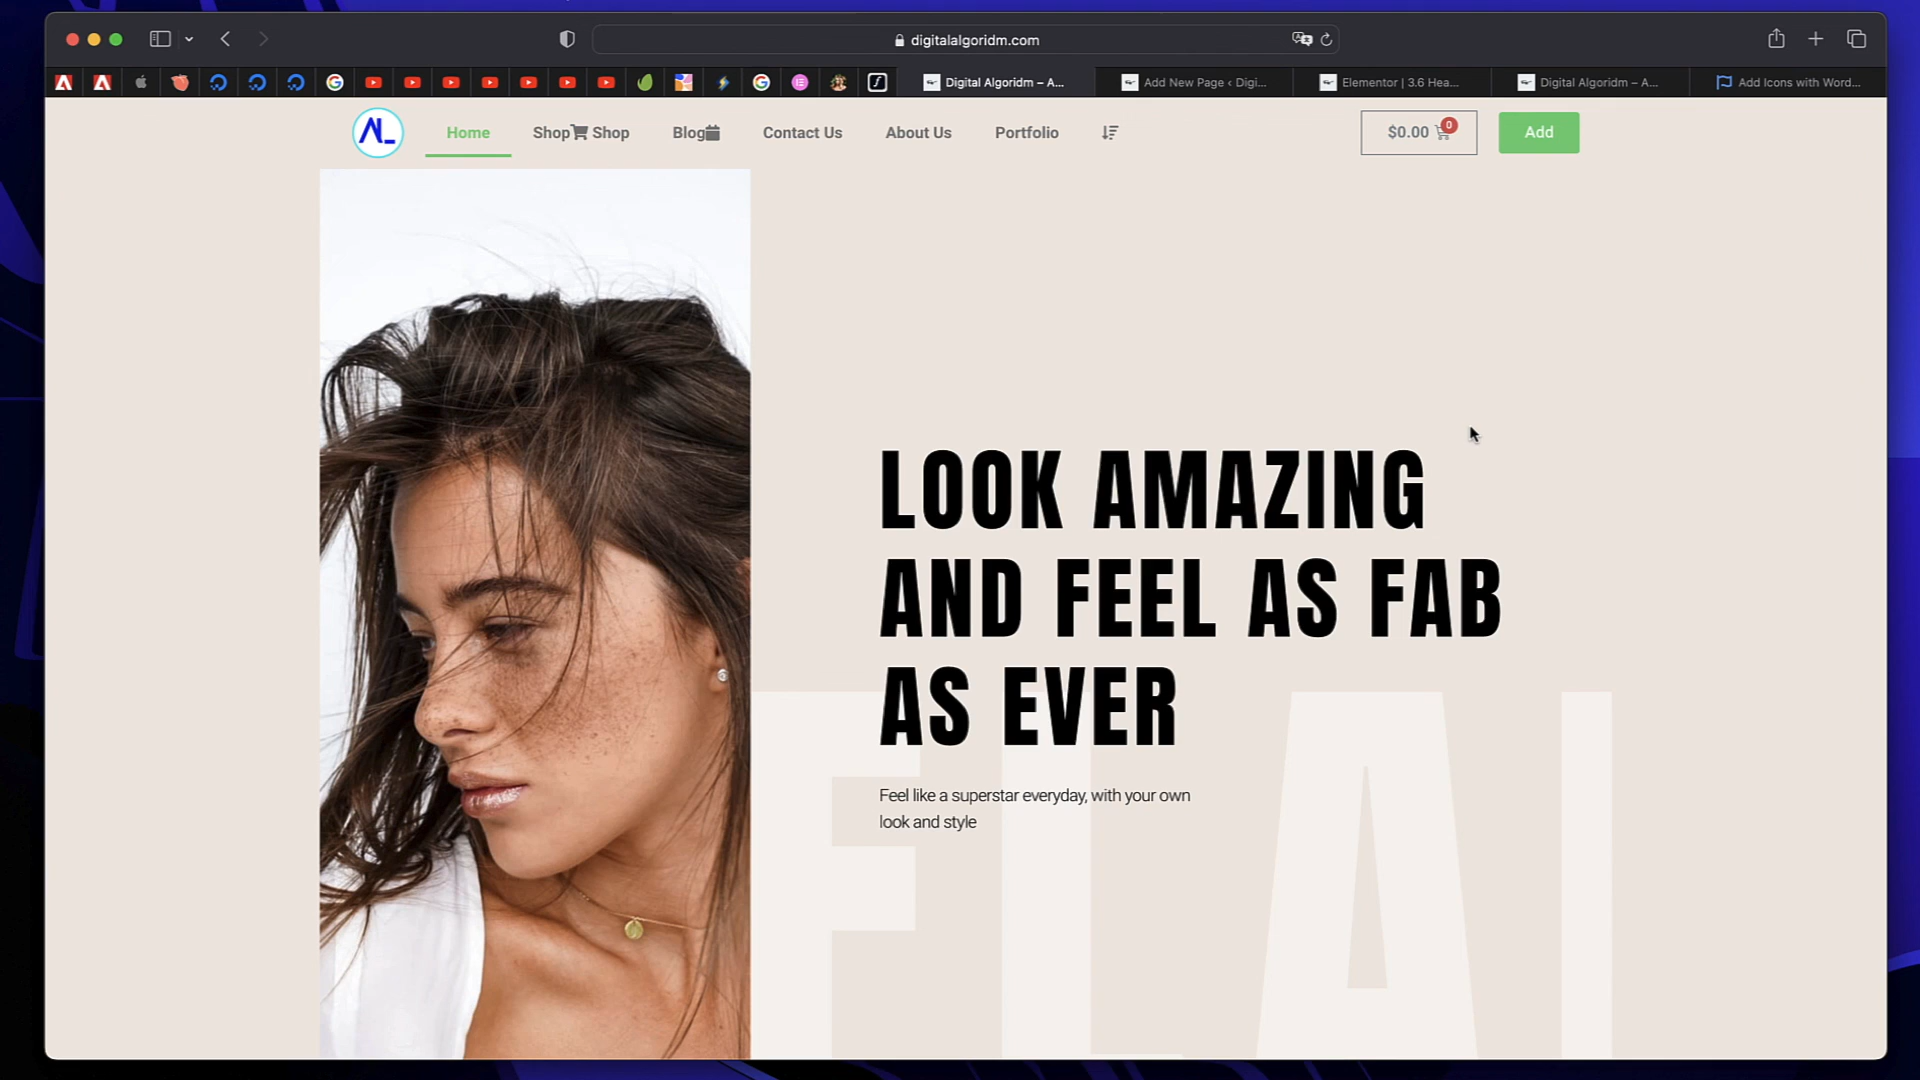 digitalalgoridm.com
Digital Algoridm – A...
Add New Page ‹ Digi...
Elementor | 3.6 Hea...
Digital Algoridm – A...
Add Icons with Word...
AL
Home
Shop Shop
Blog
Contact Us
About Us
Portfolio
$0.00 0
Add
LOOK AMAZING
AND FEEL AS FAB
AS EVER
Feel like a superstar everyday, with your own
look and style